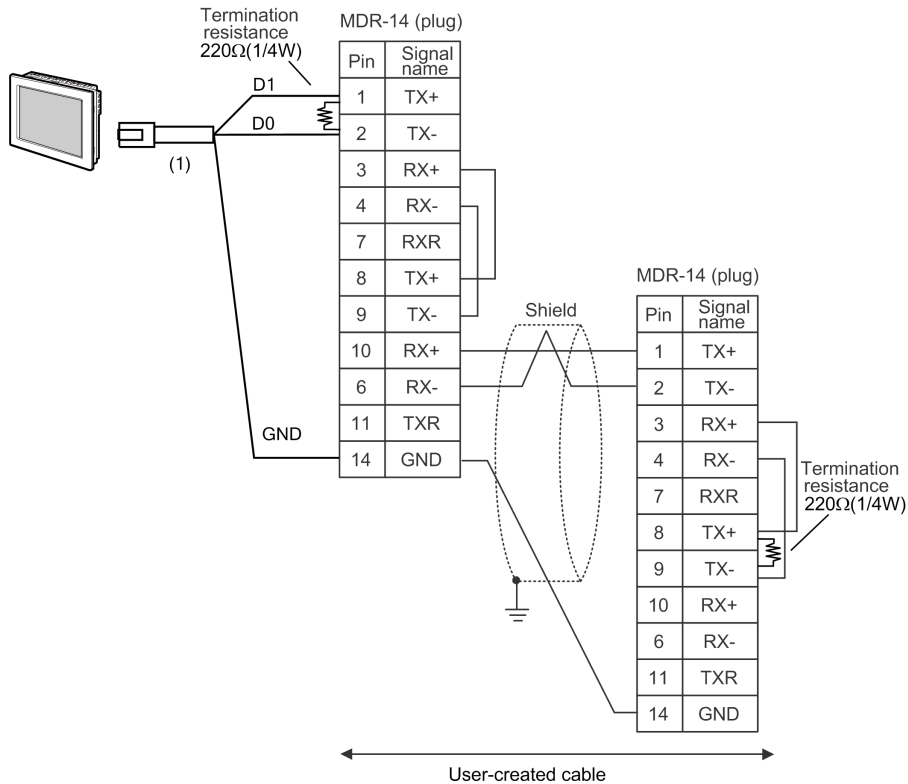 Termination
resistance
220Ω(1/4W)
MDR-14 (plug)
Pin Signal name
1 TX+
2 TX-
3 RX+
4 RX-
7 RXR
8 TX+
9 TX-
10 RX+
6 RX-
11 TXR
14 GND
D1
D0
(1)
GND
Shield
MDR-14 (plug)
Pin Signal name
1 TX+
2 TX-
3 RX+
4 RX-
7 RXR
8 TX+
9 TX-
10 RX+
6 RX-
11 TXR
14 GND
Termination
resistance
220Ω(1/4W)
User-created cable